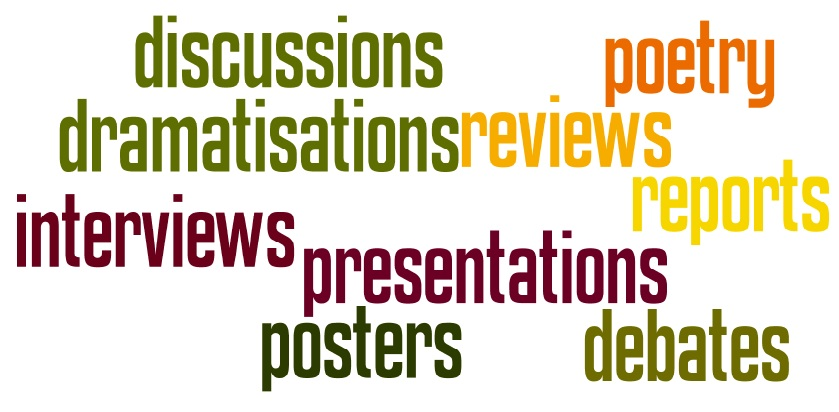 discussions
poetry
dramatisations
reviews
reports
interviews
presentations
posters
debates